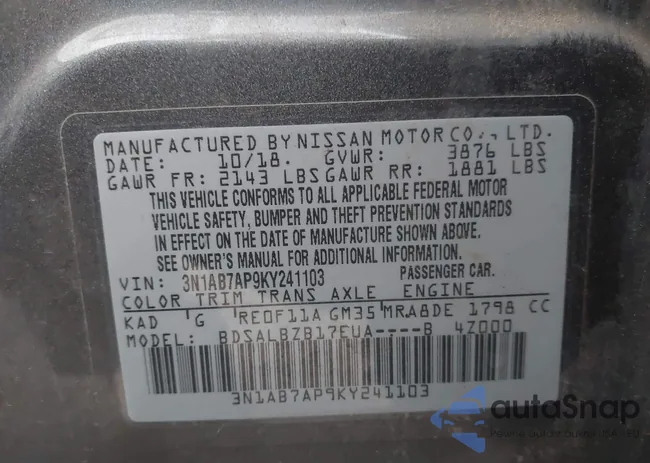 MANUFACTURED BY NISSAN MOTOR CO., LTD.
DATE: 10/18. GVWR: 3876 LBS
GAWR FR: 2143 LBS GAWR RR: 1881 LBS
THIS VEHICLE CONFORMS TO ALL APPLICABLE FEDERAL MOTOR
VEHICLE SAFETY, BUMPER AND THEFT PREVENTION STANDARDS
IN EFFECT ON THE DATE OF MANUFACTURE SHOWN ABOVE.
SEE OWNER'S MANUAL FOR ADDITIONAL INFORMATION.
VIN: 3N1AB7AP9KY241103 PASSENGER CAR.
COLOR TRIM TRANS AXLE ENGINE
KAD G RE0F11A GM35 MRA8DE 1798 CC
MODEL: BDSALBZB17EUA----B 4Z000
3N1AB7AP9KY241103
autaSnap